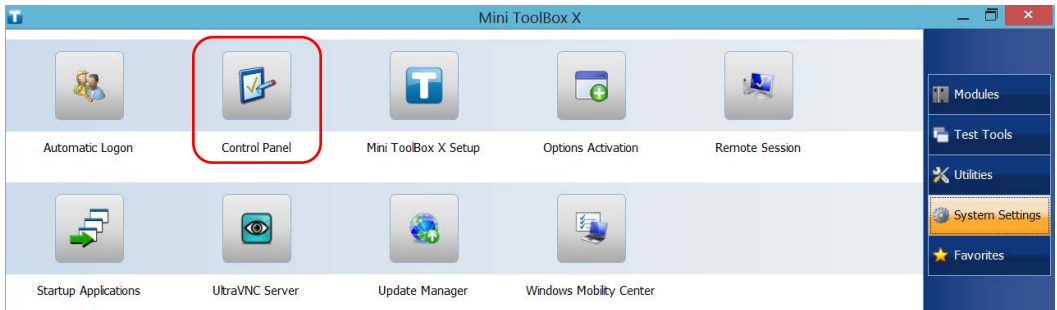 Mini ToolBox X
Automatic Logon
Control Panel
Mini ToolBox X Setup
Options Activation
Remote Session
Startup Applications
UltraVNC Server
Update Manager
Windows Mobility Center
Modules
Test Tools
Utilities
System Settings
Favorites